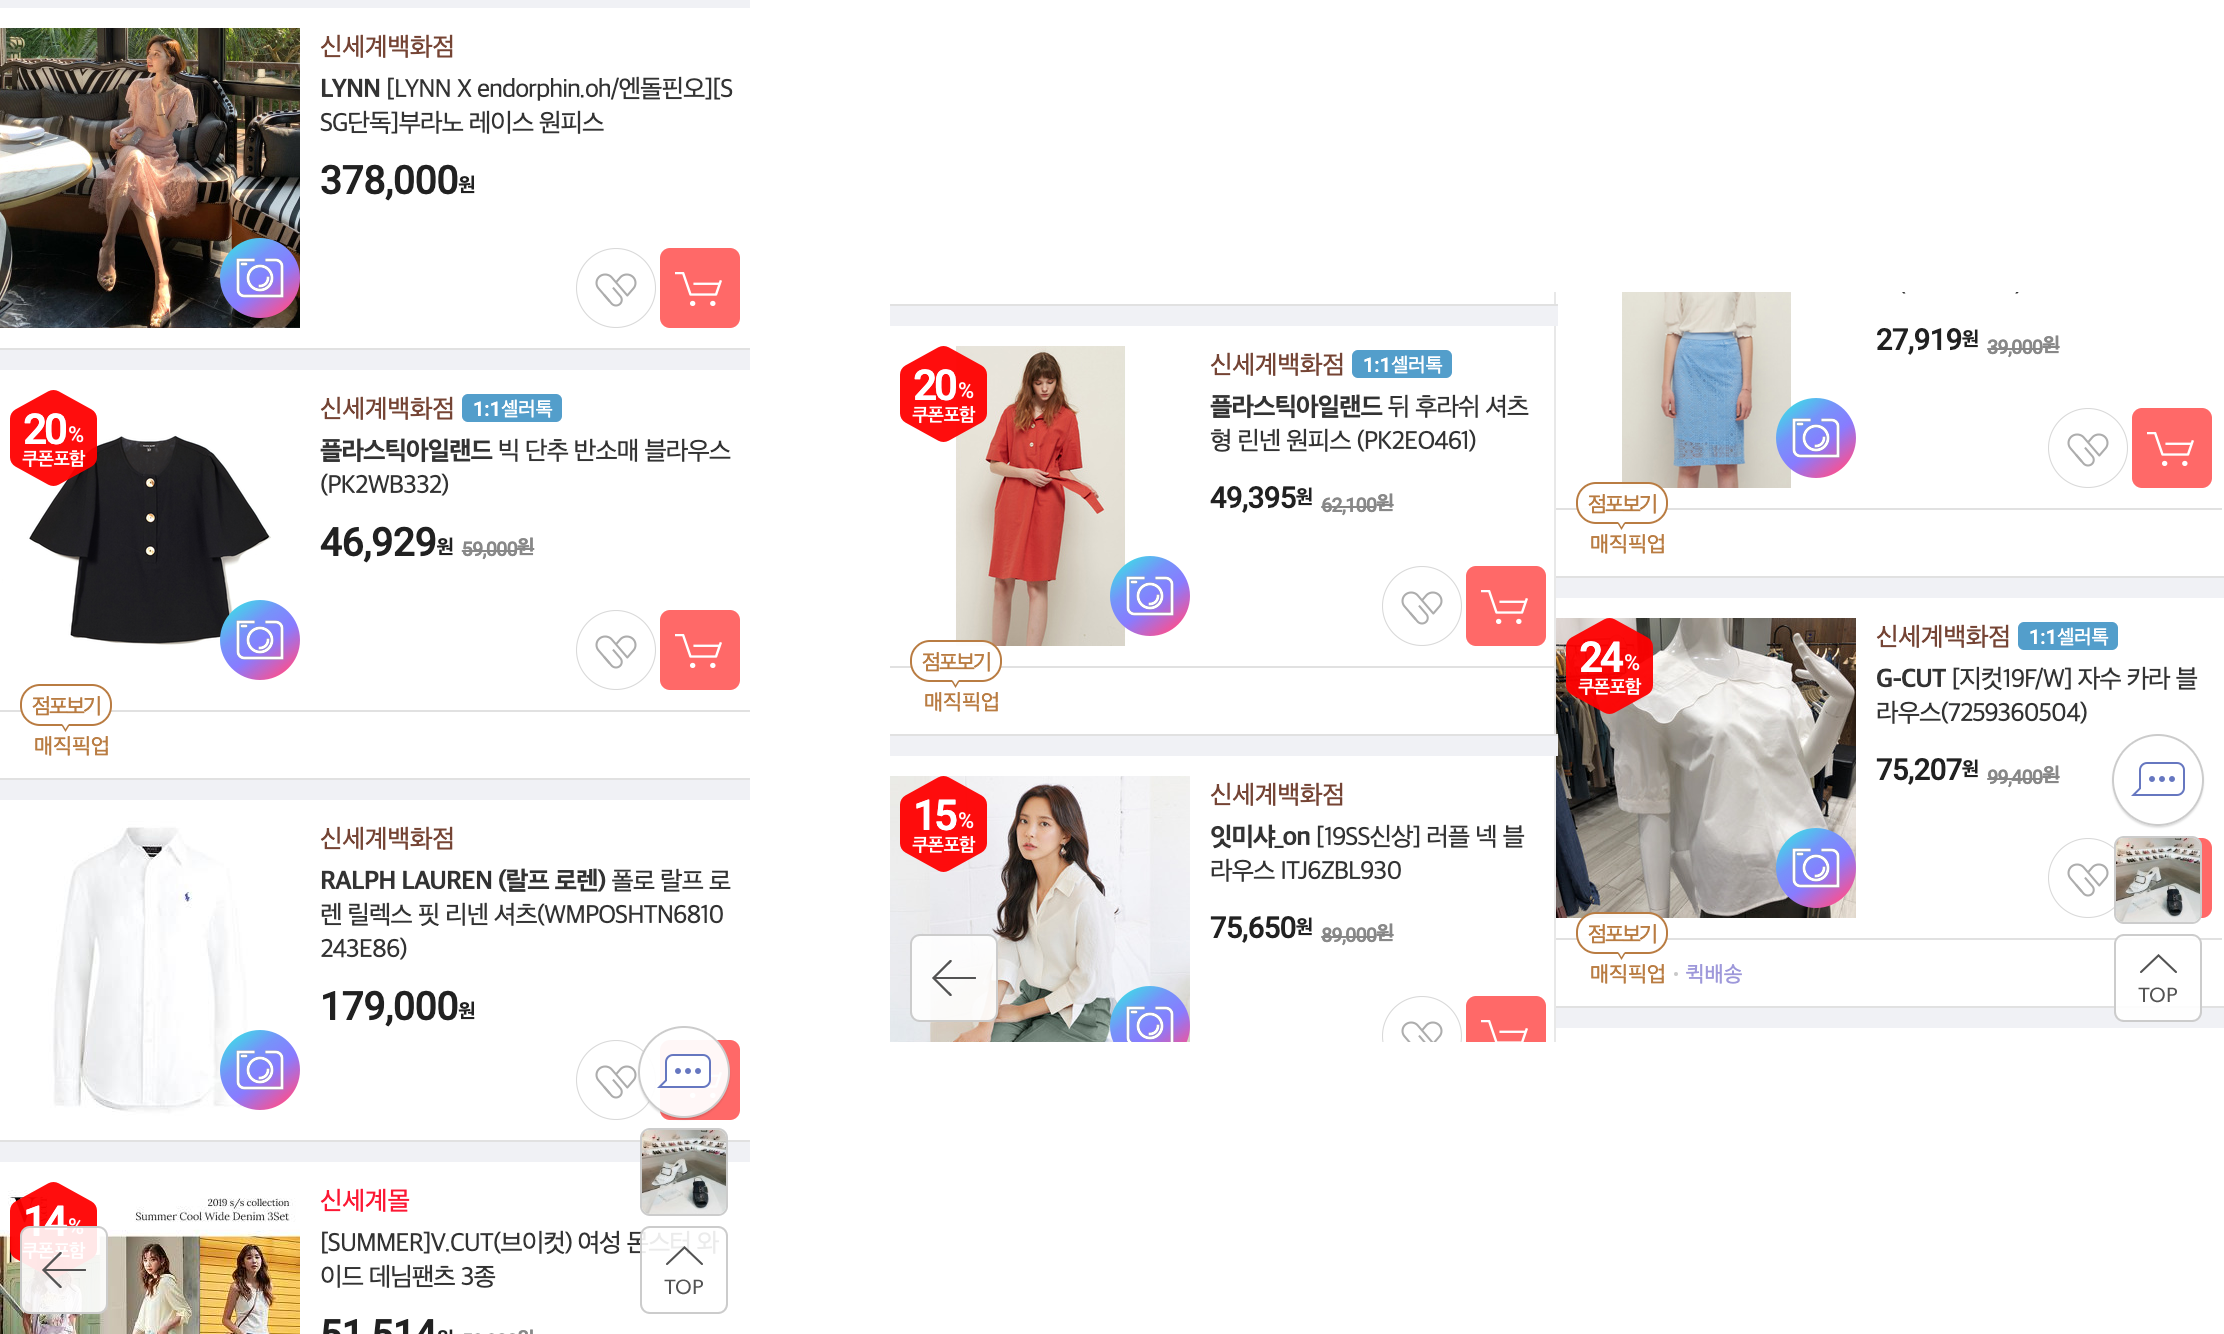 신세계백화점
LYNN [LYNN X endorphin.oh/엔돌핀오][S
SG단독]부라노 레이스 원피스
378,000원
20%
쿠폰포함
신세계백화점 1:1셀러톡
플라스틱아일랜드 빅 단추 반소매 블라우스
(PK2WB332)
46,929원 59,000원
점포보기
매직픽업
신세계백화점
RALPH LAUREN (랄프 로렌) 폴로 랄프 로
렌 릴렉스 핏 리넨 셔츠(WMPOSHTN6810
243E86)
179,000원
14%
쿠폰포함
2019 s/s collection
Summer Cool Wide Denim 3Set
신세계몰
[SUMMER]V.CUT(브이컷) 여성 몬스터 와
이드 데님팬츠 3종
51,514원
TOP
20%
쿠폰포함
신세계백화점 1:1셀러톡
플라스틱아일랜드 뒤 후라쉬 셔츠
형 린넨 원피스 (PK2EO461)
49,395원 62,100원
점포보기
매직픽업
15%
쿠폰포함
신세계백화점
잇미샤_on [19SS신상] 러플 넥 블
라우스 ITJ6ZBL930
75,650원 89,000원
27,919원 39,000원
점포보기
매직픽업
24%
쿠폰포함
신세계백화점 1:1셀러톡
G-CUT [지컷19F/W] 자수 카라 블
라우스(7259360504)
75,207원 99,400원
점포보기
매직픽업 · 퀵배송
TOP